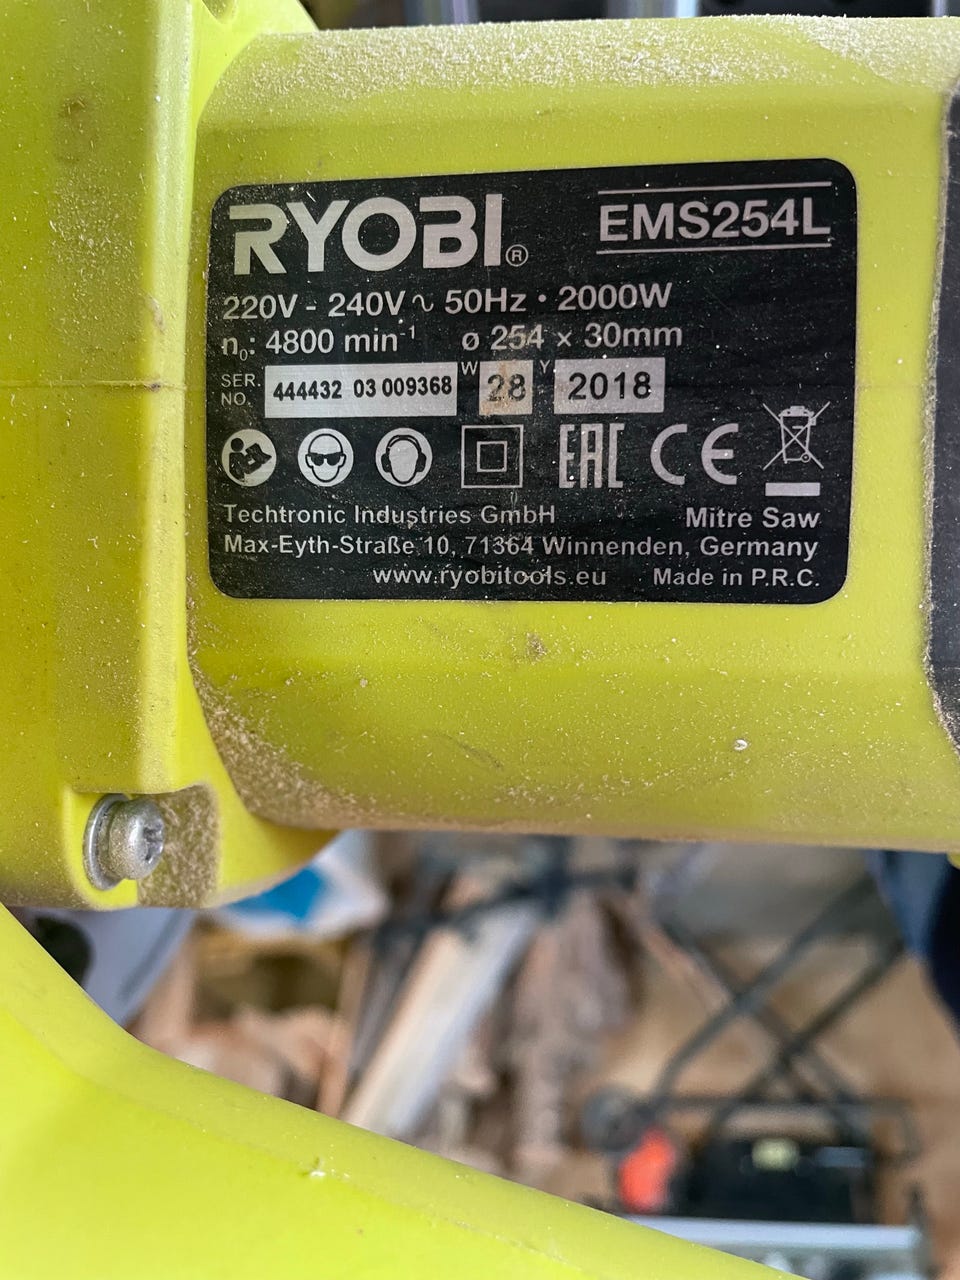 RYOBI® EMS254L
220V - 240V ∿ 50Hz • 2000W
n₀: 4800 min⁻¹ ø 254 × 30mm
SER. NO. 444432 03 009368 W 28 Y 2018
EAC CE
Techtronic Industries GmbH Mitre Saw
Max-Eyth-Straße 10, 71364 Winnenden, Germany
www.ryobitools.eu Made in P.R.C.